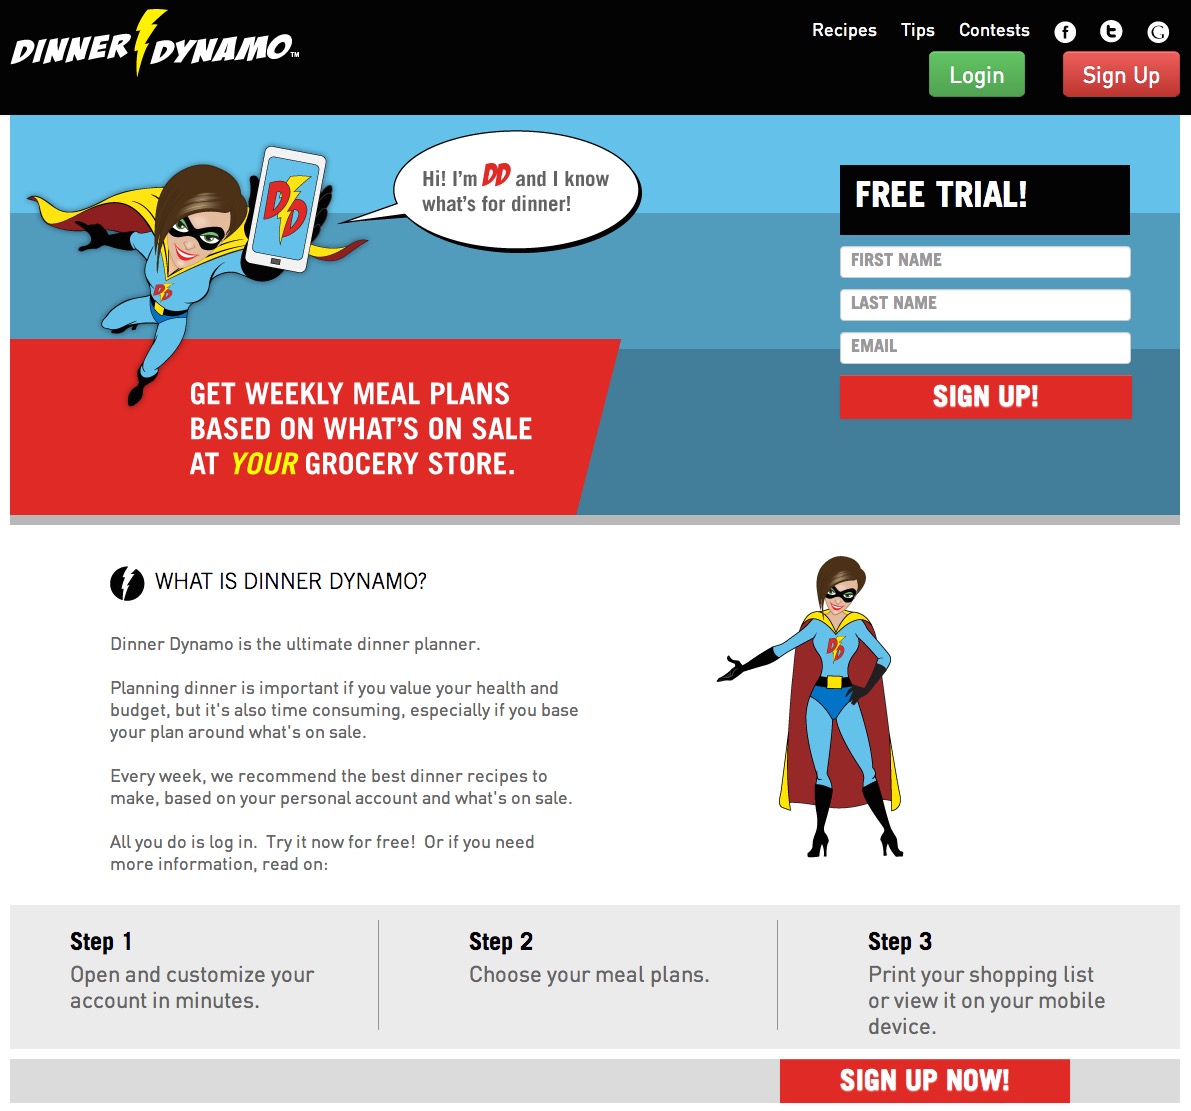 DINNER DYNAMO™
Recipes Tips Contests
Login Sign Up
Hi! I'm DD and I know
what's for dinner!
DD
DD
GET WEEKLY MEAL PLANS
BASED ON WHAT'S ON SALE
AT YOUR GROCERY STORE.
FREE TRIAL!
FIRST NAME
LAST NAME
EMAIL
SIGN UP!
WHAT IS DINNER DYNAMO?
Dinner Dynamo is the ultimate dinner planner.
Planning dinner is important if you value your health and
budget, but it's also time consuming, especially if you base
your plan around what's on sale.
Every week, we recommend the best dinner recipes to
make, based on your personal account and what's on sale.
All you do is log in.  Try it now for free!  Or if you need
more information, read on:
DD
Step 1
Open and customize your
account in minutes.
Step 2
Choose your meal plans.
Step 3
Print your shopping list
or view it on your mobile
device.
SIGN UP NOW!